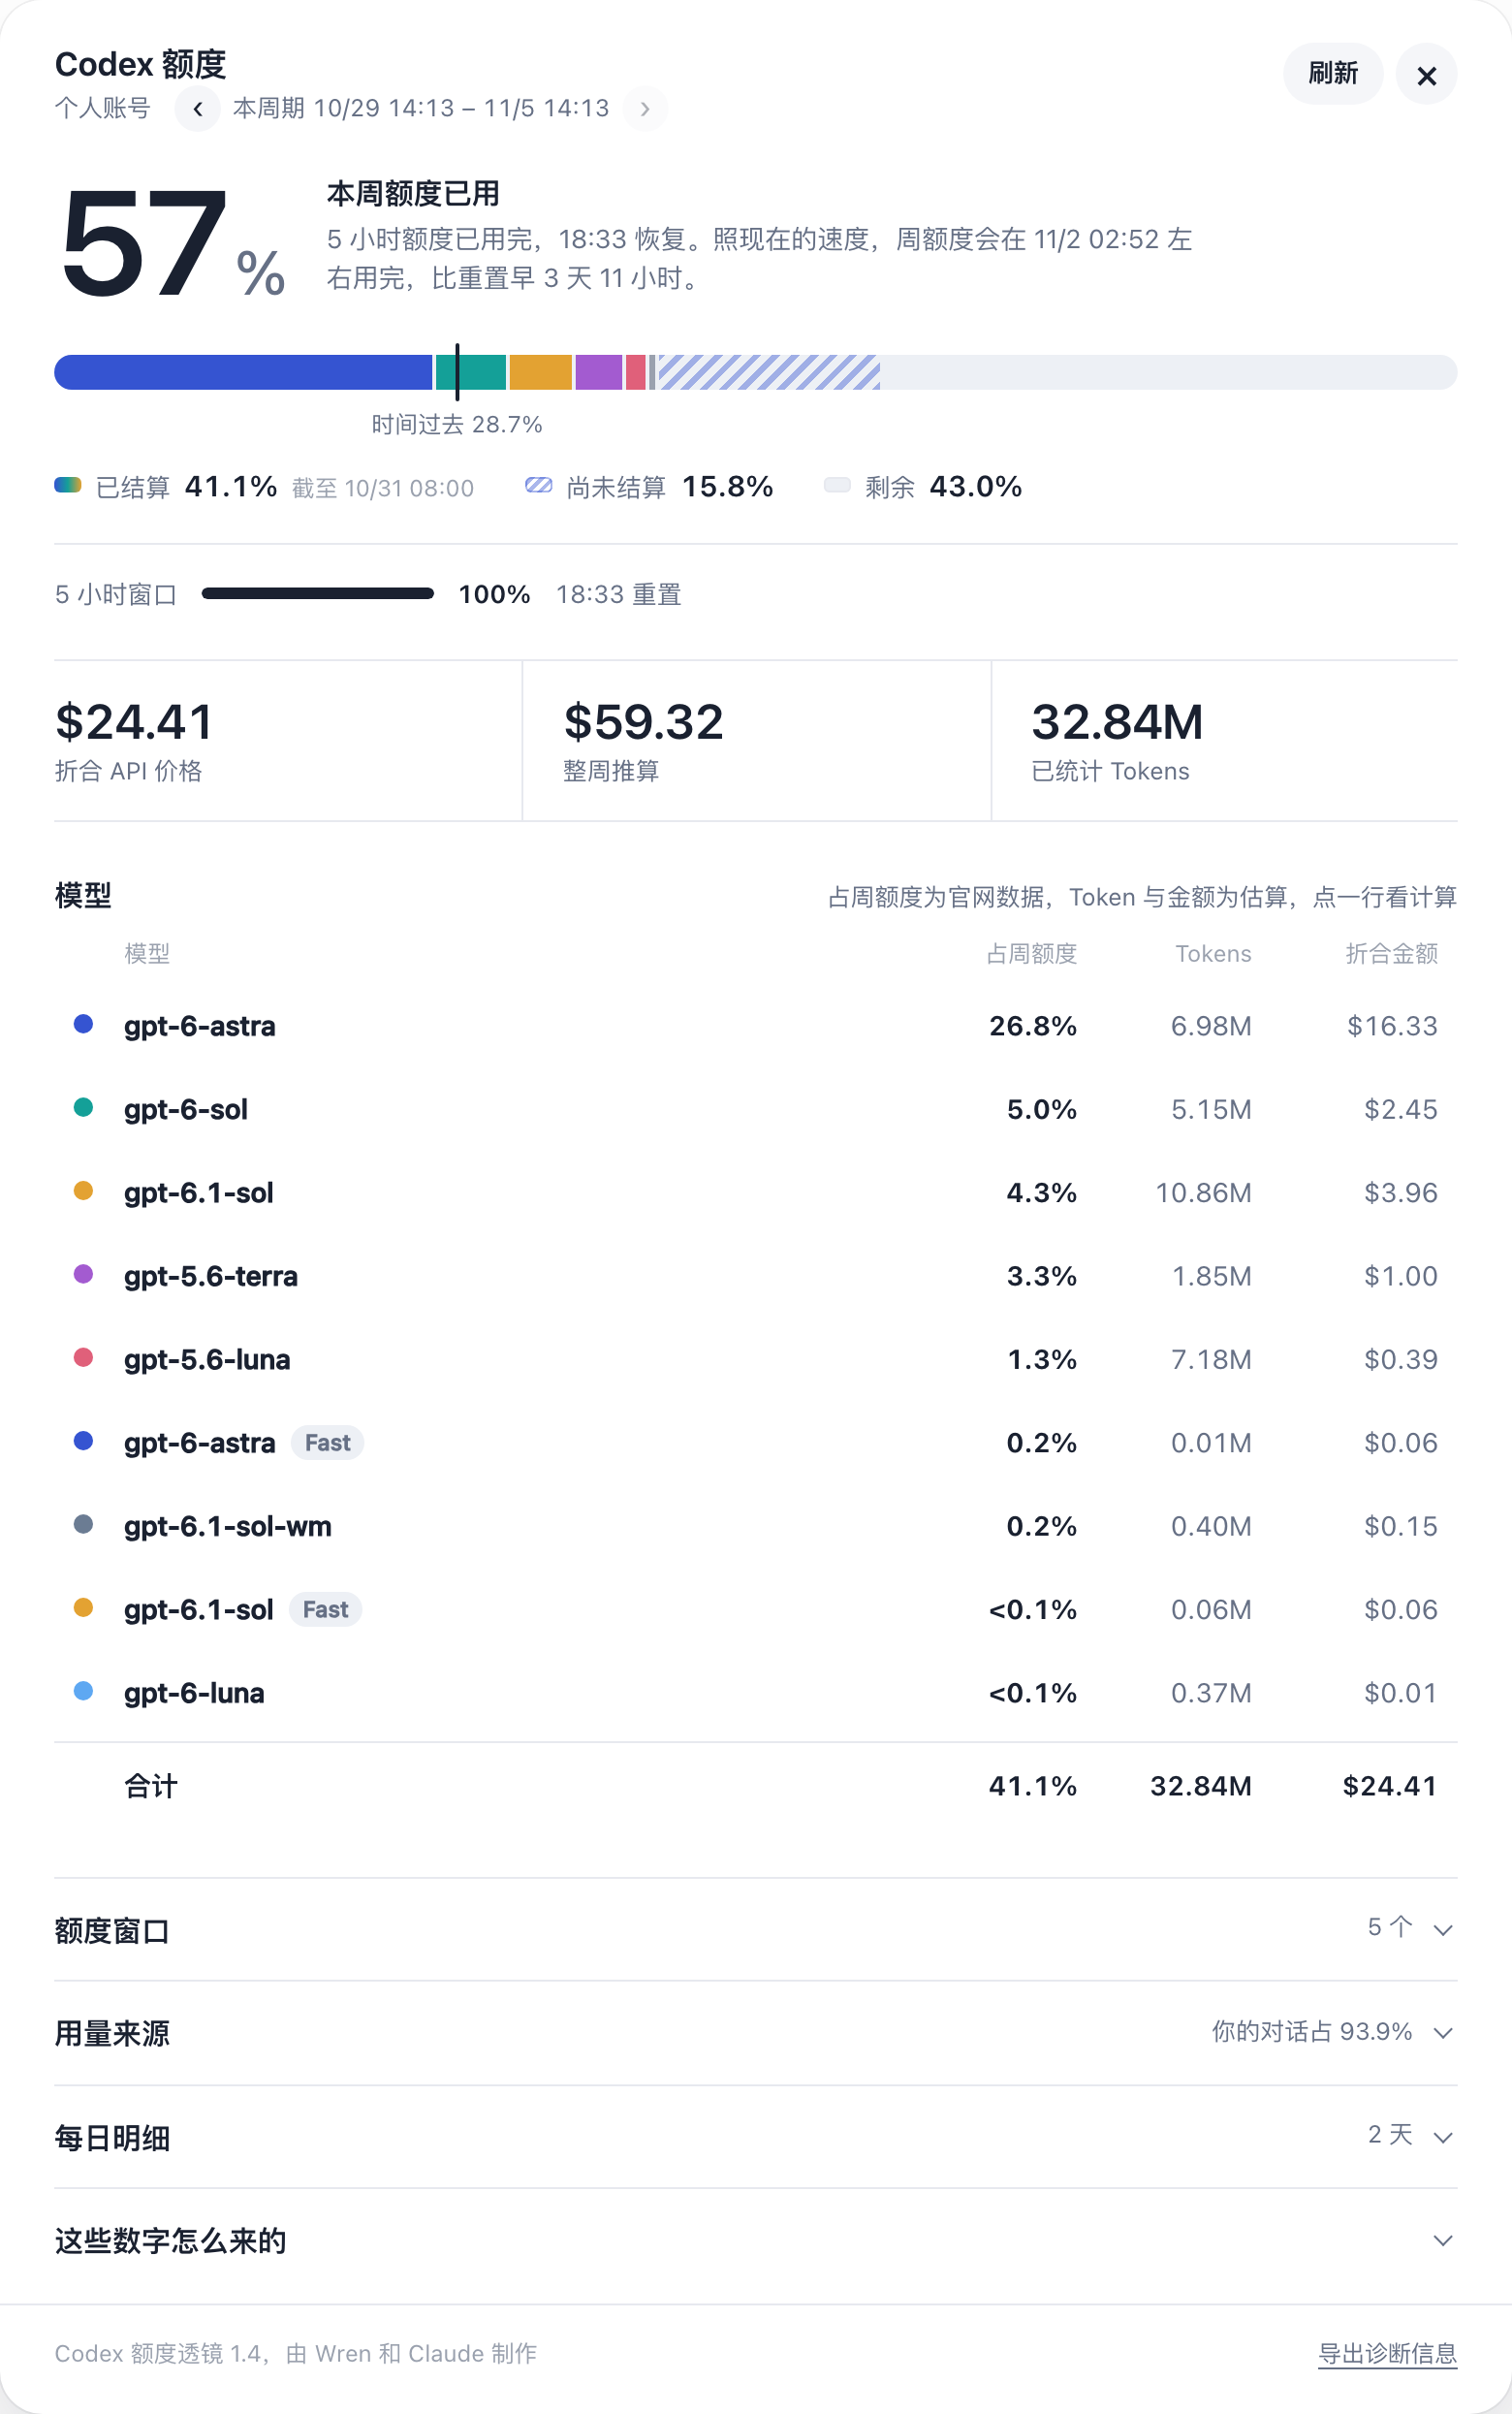 Codex 额度
刷新 ×
个人账号 ‹ 本周期 10/29 14:13 – 11/5 14:13 ›
57%
本周额度已用
5 小时额度已用完，18:33 恢复。照现在的速度，周额度会在 11/2 02:52 左
右用完，比重置早 3 天 11 小时。
时间过去 28.7%
已结算 41.1% 截至 10/31 08:00 尚未结算 15.8% 剩余 43.0%
5 小时窗口 100% 18:33 重置
$24.41 $59.32 32.84M
折合 API 价格 整周推算 已统计 Tokens
模型 占周额度为官网数据，Token 与金额为估算，点一行看计算
模型 占周额度 Tokens 折合金额
gpt-6-astra 26.8% 6.98M $16.33
gpt-6-sol 5.0% 5.15M $2.45
gpt-6.1-sol 4.3% 10.86M $3.96
gpt-5.6-terra 3.3% 1.85M $1.00
gpt-5.6-luna 1.3% 7.18M $0.39
gpt-6-astra Fast 0.2% 0.01M $0.06
gpt-6.1-sol-wm 0.2% 0.40M $0.15
gpt-6.1-sol Fast <0.1% 0.06M $0.06
gpt-6-luna <0.1% 0.37M $0.01
合计 41.1% 32.84M $24.41
额度窗口 5 个
用量来源 你的对话占 93.9%
每日明细 2 天
这些数字怎么来的
Codex 额度透镜 1.4，由 Wren 和 Claude 制作 导出诊断信息